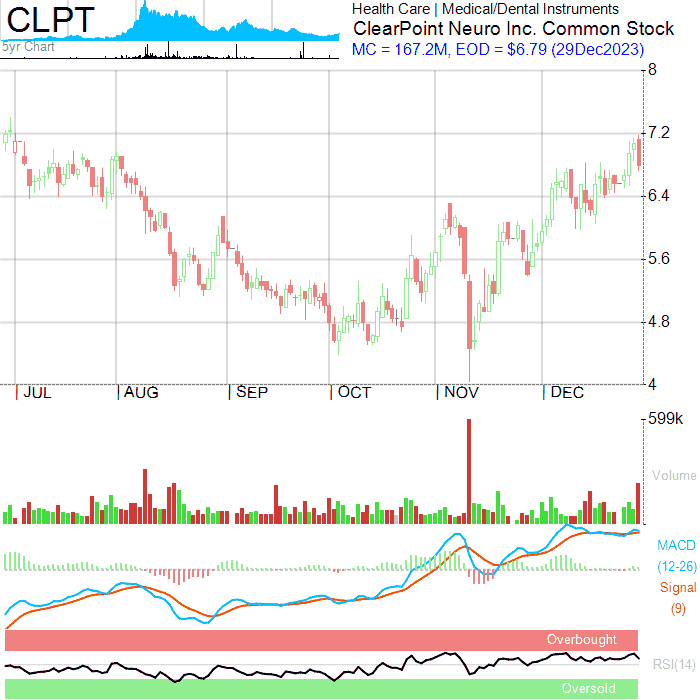 CLPT
5yr Chart
Health Care | Medical/Dental Instruments
ClearPoint Neuro Inc. Common Stock
MC = 167.2M, EOD = $6.79 (29Dec2023)
8
7.2
6.4
5.6
4.8
4
JUL AUG SEP OCT NOV DEC
599k
Volume
MACD
(12-26)
Signal
(9)
Overbought
RSI(14)
Oversold